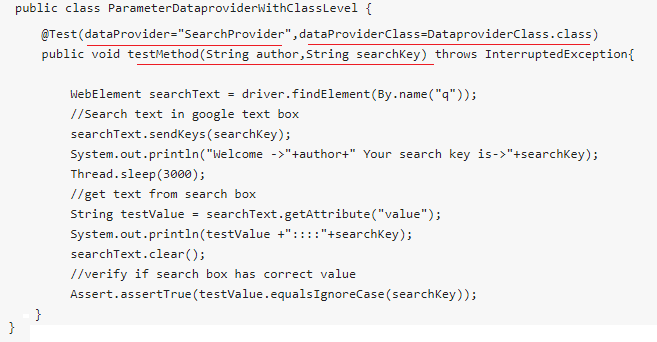 public class ParameterDataproviderWithClassLevel {
@Test(dataProvider="SearchProvider",dataProviderClass=DataproviderClass.class)
public void testMethod(String author,String searchKey) throws InterruptedException{
WebElement searchText = driver.findElement(By.name("q"));
//Search text in google text box
searchText.sendKeys(searchKey);
System.out.println("Welcome ->"+author+" Your search key is->"+searchKey);
Thread.sleep(3000);
//get text from search box
String testValue = searchText.getAttribute("value");
System.out.println(testValue +"::::"+searchKey);
searchText.clear();
//verify if search box has correct value
Assert.assertTrue(testValue.equalsIgnoreCase(searchKey));
}
}